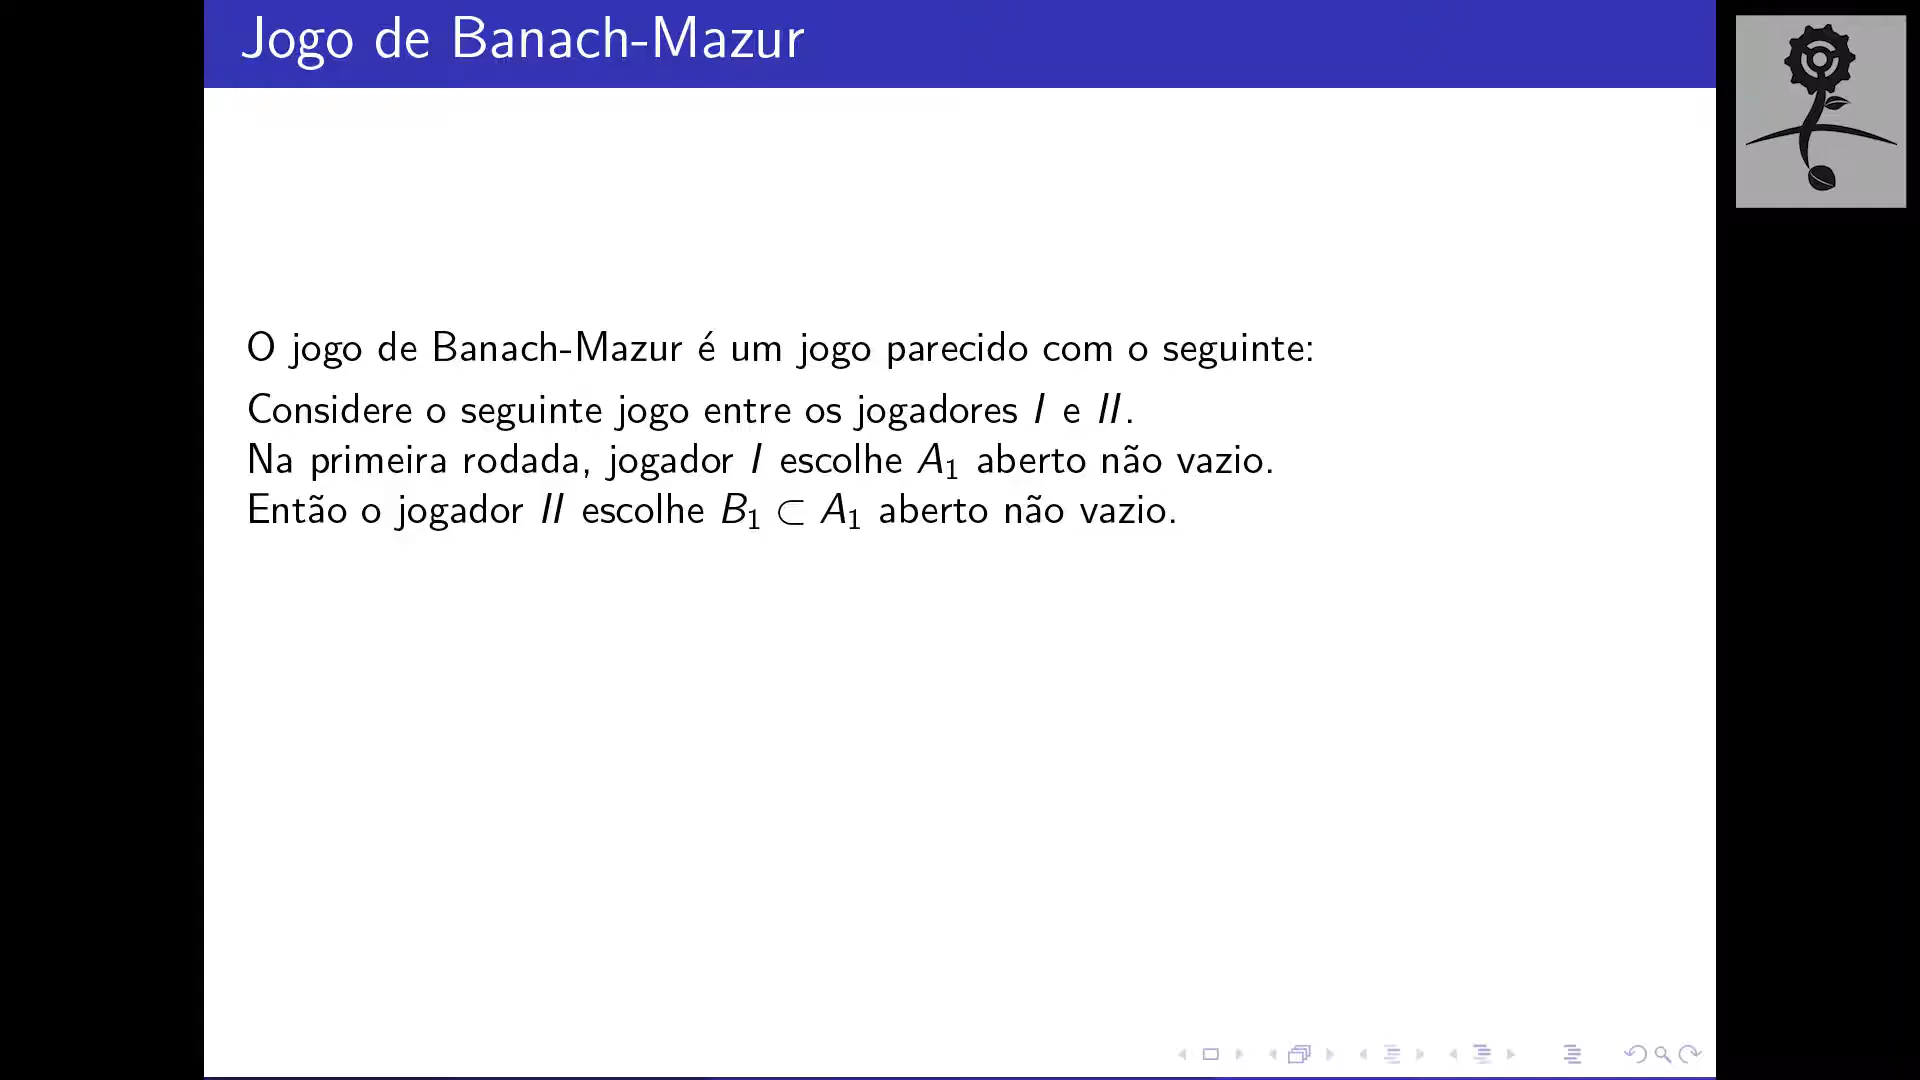 Jogo de Banach-Mazur
O jogo de Banach-Mazur é um jogo parecido com o seguinte:
Considere o seguinte jogo entre os jogadores I e II.
Na primeira rodada, jogador I escolhe A₁ aberto não vazio.
Então o jogador II escolhe B₁ ⊂ A₁ aberto não vazio.